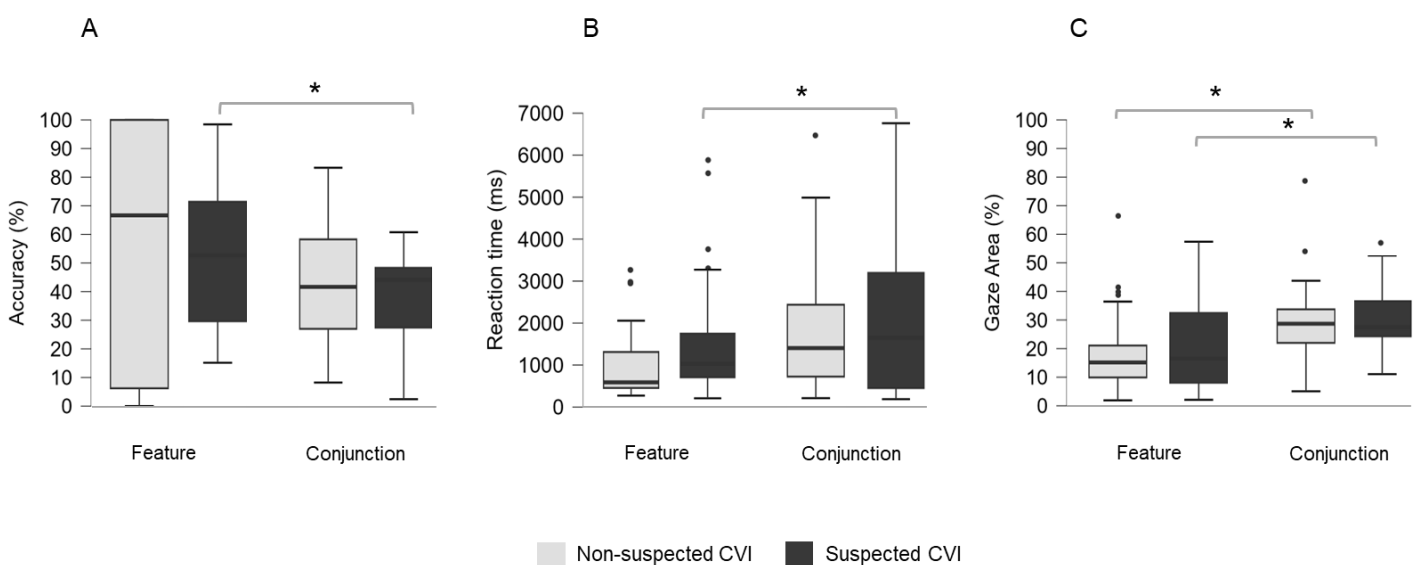 A
B
C
*
*
*
*
Accuracy (%)
100
90
80
70
60
50
40
30
20
10
0
Feature
Conjunction
Reaction time (ms)
7000
6000
5000
4000
3000
2000
1000
0
Feature
Conjunction
Gaze Area (%)
100
90
80
70
60
50
40
30
20
10
0
Feature
Conjunction
Non-suspected CVI
Suspected CVI